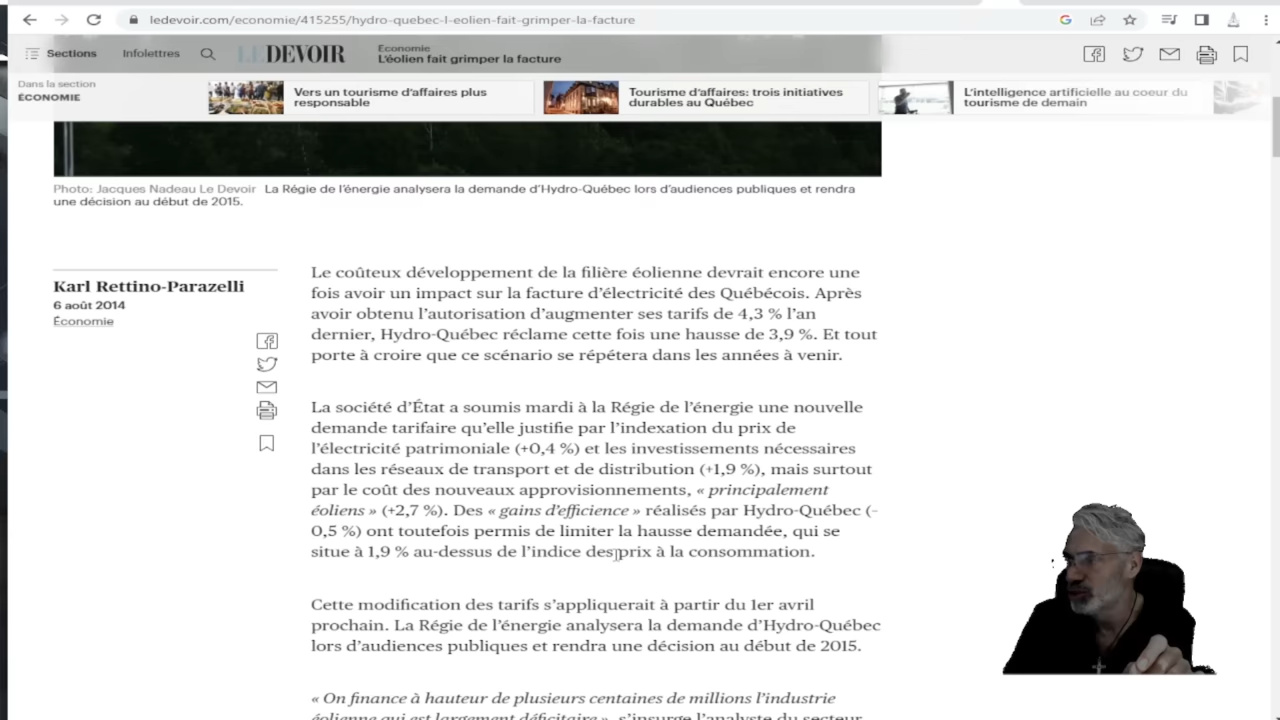 ledevoir.com/economie/415255/hydro-quebec-l-eolien-fait-grimper-la-facture
Sections
Infolettres
LE DEVOIR
Économie
L'éolien fait grimper la facture
Dans la section
ÉCONOMIE
Vers un tourisme d'affaires plus
responsable
Tourisme d'affaires: trois initiatives
durables au Québec
L'intelligence artificielle au coeur du
tourisme de demain
Photo: Jacques Nadeau Le Devoir La Régie de l'énergie analysera la demande d'Hydro-Québec lors d'audiences publiques et rendra
une décision au début de 2015.
Karl Rettino-Parazelli
6 août 2014
Économie
Le coûteux développement de la filière éolienne devrait encore une
fois avoir un impact sur la facture d'électricité des Québécois. Après
avoir obtenu l'autorisation d'augmenter ses tarifs de 4,3 % l'an
dernier, Hydro-Québec réclame cette fois une hausse de 3,9 %. Et tout
porte à croire que ce scénario se répétera dans les années à venir.
La société d'État a soumis mardi à la Régie de l'énergie une nouvelle
demande tarifaire qu'elle justifie par l'indexation du prix de
l'électricité patrimoniale (+0,4 %) et les investissements nécessaires
dans les réseaux de transport et de distribution (+1,9 %), mais surtout
par le coût des nouveaux approvisionnements, « principalement
éoliens » (+2,7 %). Des « gains d'efficience » réalisés par Hydro-Québec (-
0,5 %) ont toutefois permis de limiter la hausse demandée, qui se
situe à 1,9 % au-dessus de l'indice des prix à la consommation.
Cette modification des tarifs s'appliquerait à partir du 1er avril
prochain. La Régie de l'énergie analysera la demande d'Hydro-Québec
lors d'audiences publiques et rendra une décision au début de 2015.
« On finance à hauteur de plusieurs centaines de millions l'industrie
éolienne qui est largement déficitaire », s'insurge l'analyste du secteur